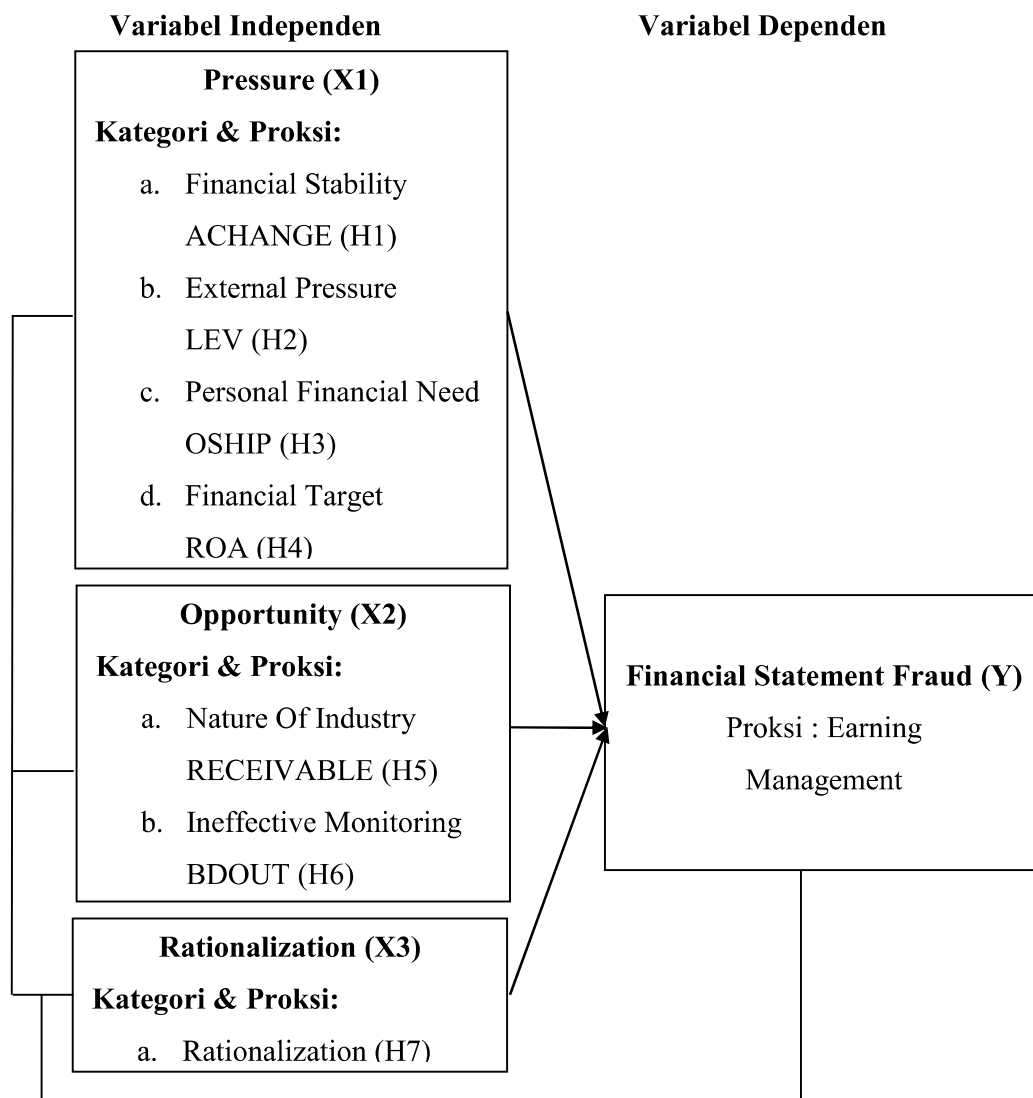 Variabel Independen
Variabel Dependen
Pressure (X1)
Kategori & Proksi:
a. Financial Stability
ACHANGE (H1)
b. External Pressure
LEV (H2)
c. Personal Financial Need
OSHIP (H3)
d. Financial Target
ROA (H4)
Opportunity (X2)
Kategori & Proksi:
a. Nature Of Industry
RECEIVABLE (H5)
b. Ineffective Monitoring
BDOUT (H6)
Rationalization (X3)
Kategori & Proksi:
a. Rationalization (H7)
Financial Statement Fraud (Y)
Proksi : Earning
Management